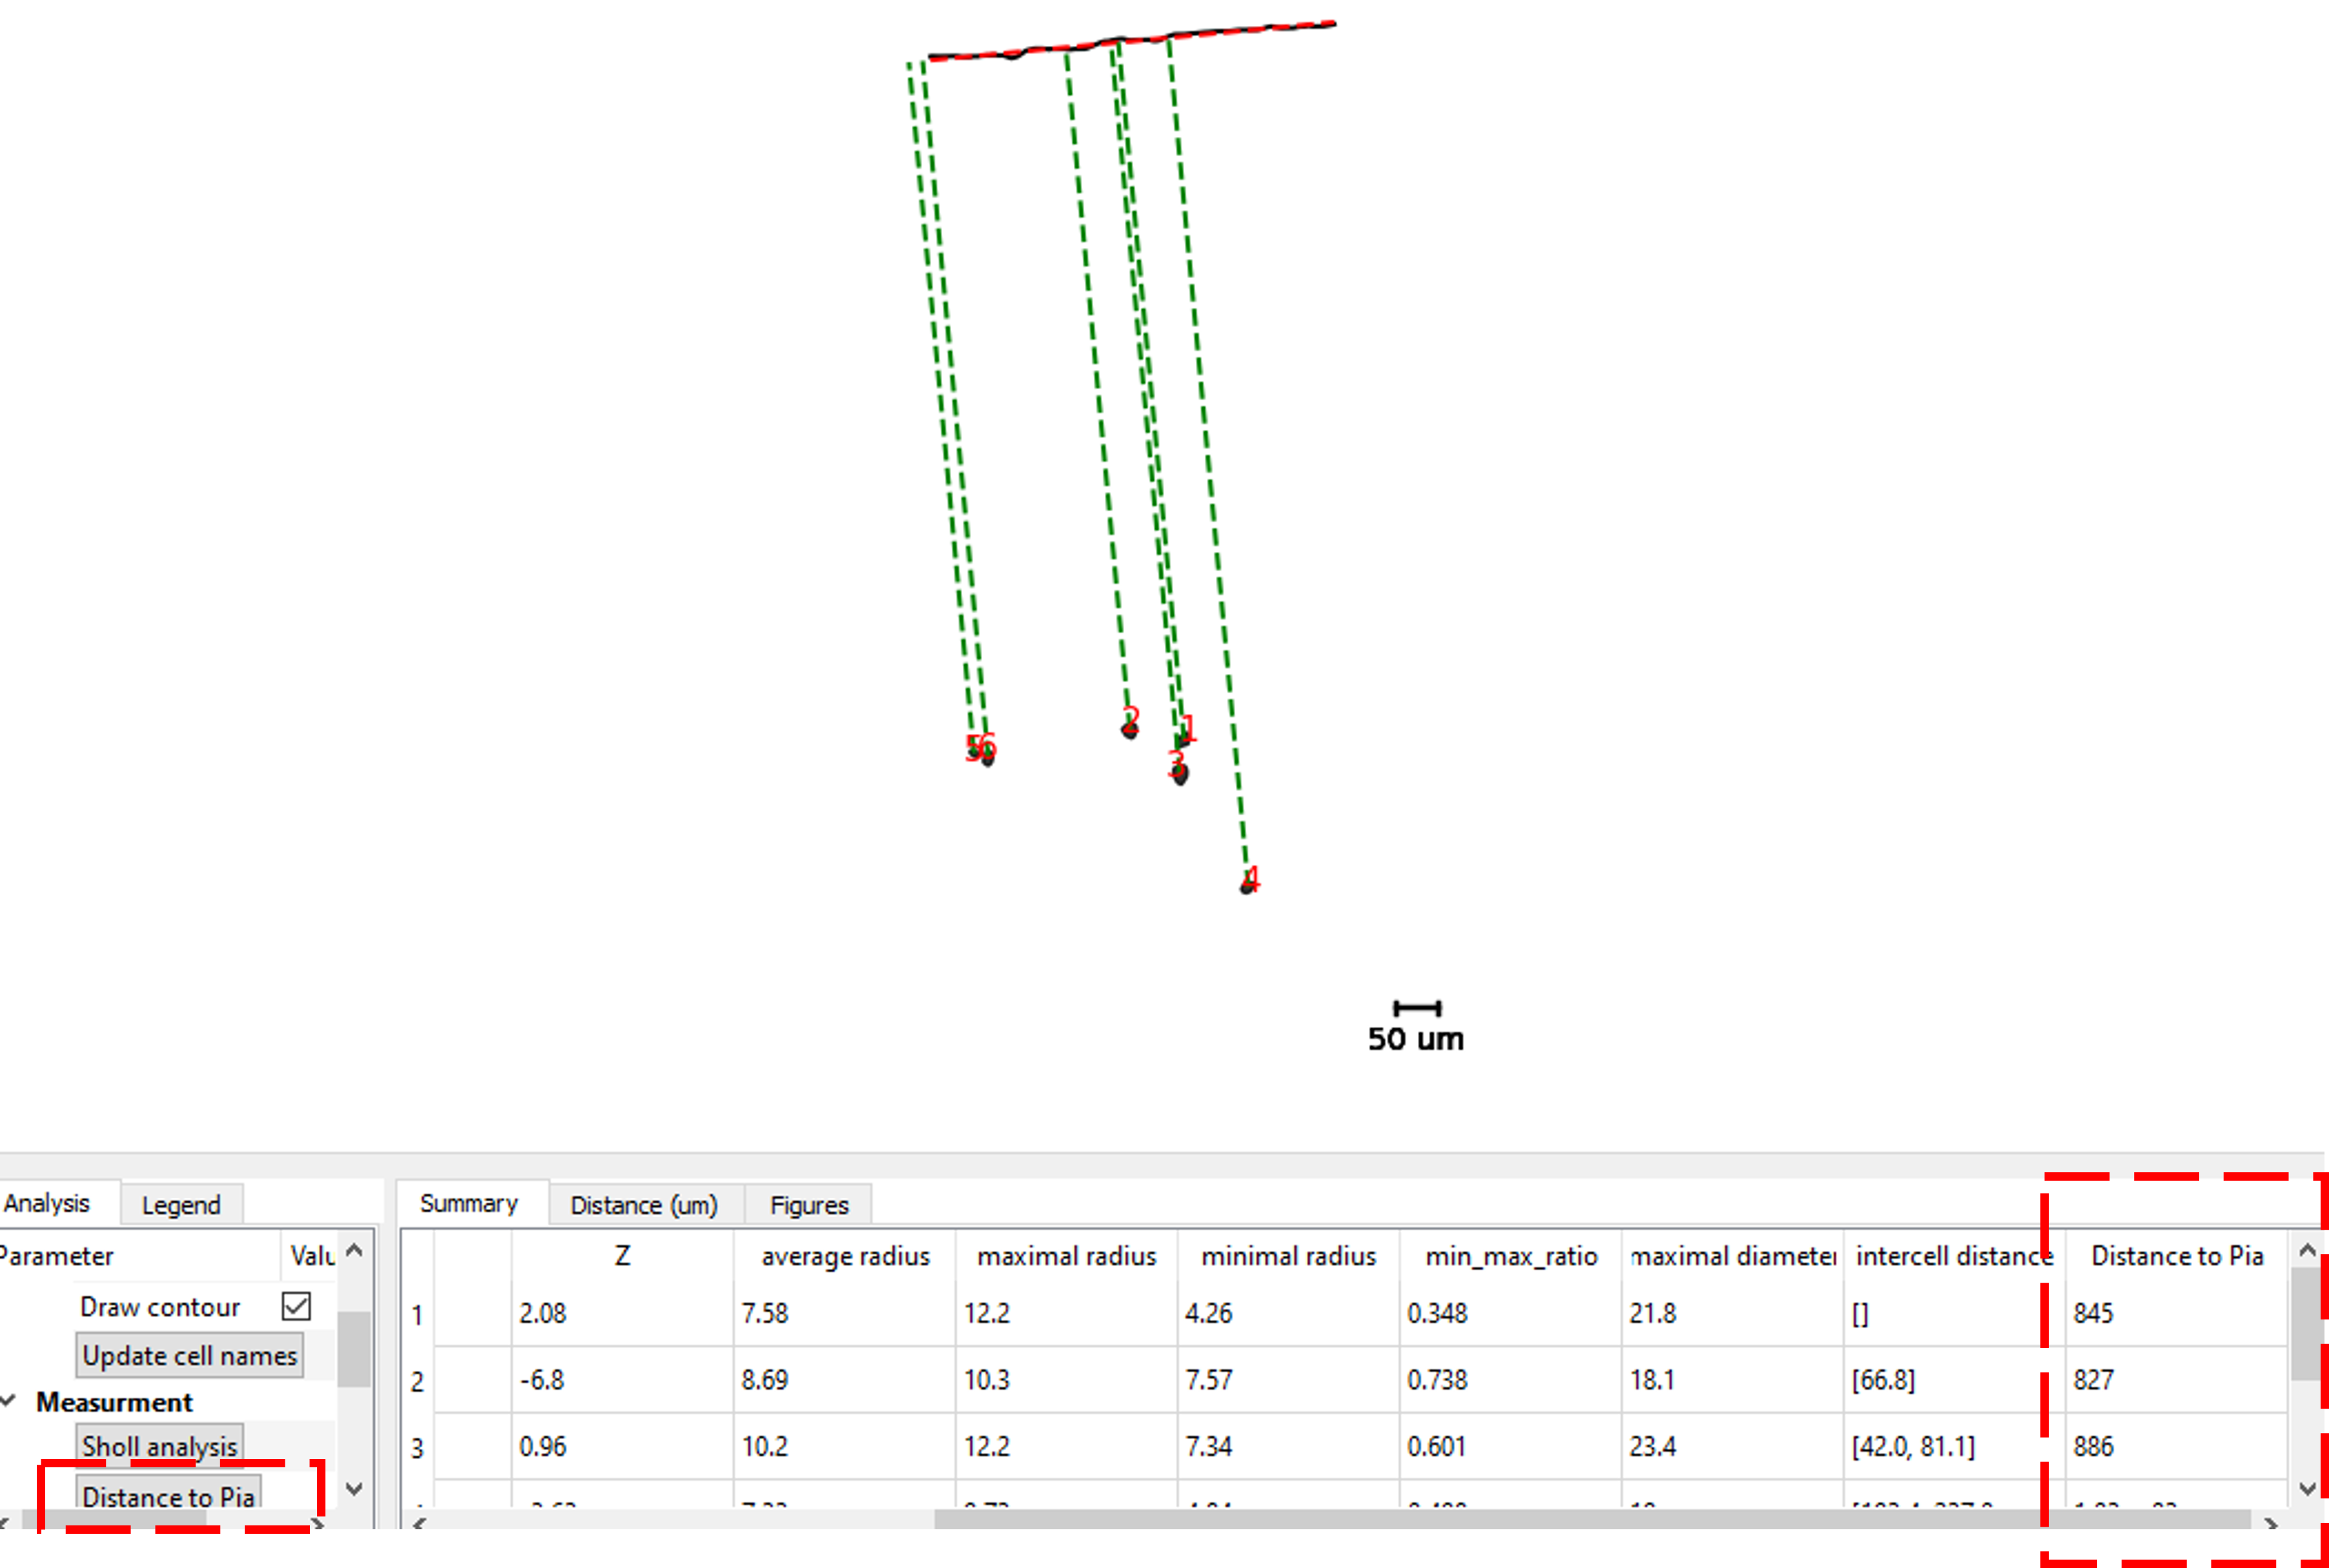 2
1
5 6
3
4
50 um
Analysis Legend Summary Distance (um) Figures
Parameter Valu Z average radius maximal radius minimal radius min_max_ratio maximal diameter intercell distance Distance to Pia
Draw contour 1 2.08 7.58 12.2 4.26 0.348 21.8 [] 845
Update cell names 2 -6.8 8.69 10.3 7.57 0.738 18.1 [66.8] 827
Measurment
Sholl analysis 3 0.96 10.2 12.2 7.34 0.601 23.4 [42.0, 81.1] 886
Distance to Pia